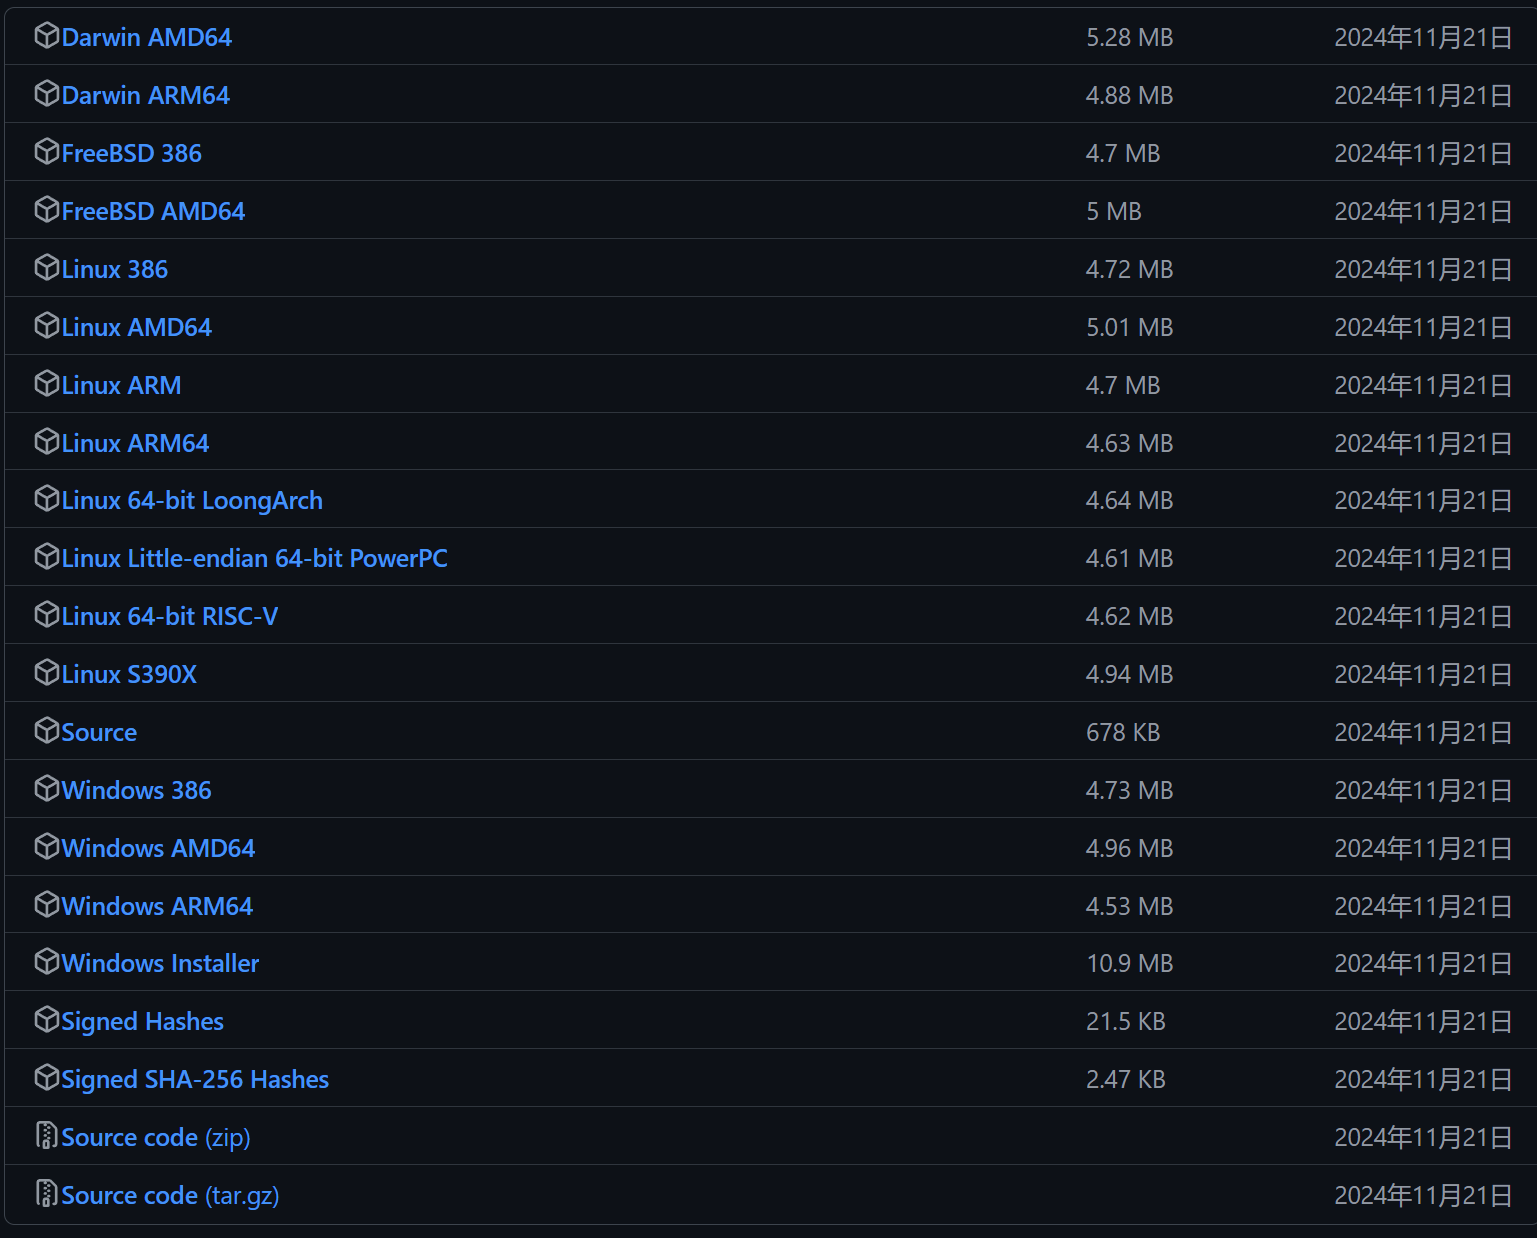 Darwin AMD64 5.28 MB 2024年11月21日
Darwin ARM64 4.88 MB 2024年11月21日
FreeBSD 386 4.7 MB 2024年11月21日
FreeBSD AMD64 5 MB 2024年11月21日
Linux 386 4.72 MB 2024年11月21日
Linux AMD64 5.01 MB 2024年11月21日
Linux ARM 4.7 MB 2024年11月21日
Linux ARM64 4.63 MB 2024年11月21日
Linux 64-bit LoongArch 4.64 MB 2024年11月21日
Linux Little-endian 64-bit PowerPC 4.61 MB 2024年11月21日
Linux 64-bit RISC-V 4.62 MB 2024年11月21日
Linux S390X 4.94 MB 2024年11月21日
Source 678 KB 2024年11月21日
Windows 386 4.73 MB 2024年11月21日
Windows AMD64 4.96 MB 2024年11月21日
Windows ARM64 4.53 MB 2024年11月21日
Windows Installer 10.9 MB 2024年11月21日
Signed Hashes 21.5 KB 2024年11月21日
Signed SHA-256 Hashes 2.47 KB 2024年11月21日
Source code (zip) 2024年11月21日
Source code (tar.gz) 2024年11月21日